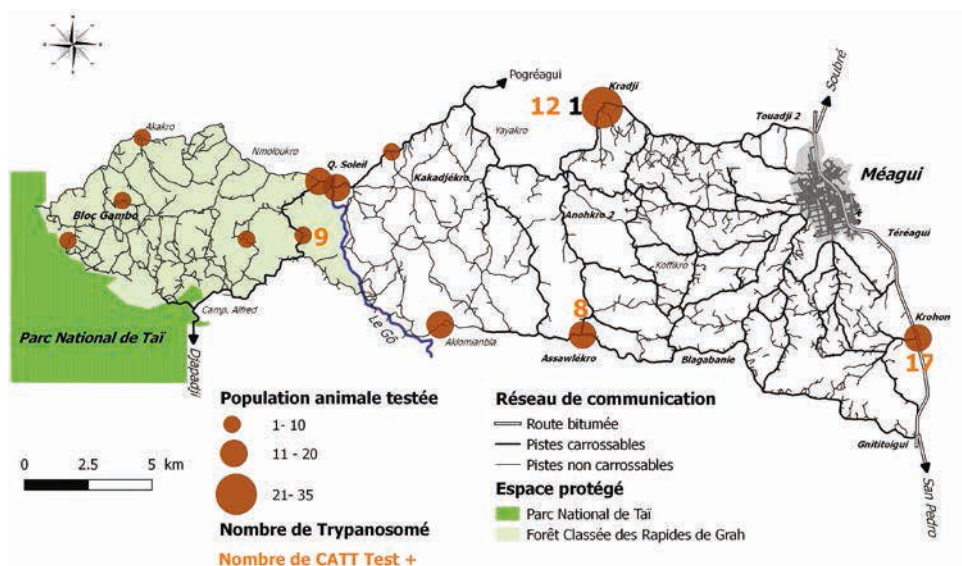 Pogréagui
Kradji
Soubré
12 1
Touadji 2
Akakro
Yayakro
Nmoloukro
Q. Soleil
Kakadjékro
Méagui
Bloc Gambo
Anohkro 2
9
Téréagui
Koffikro
Camp. Alfred
8
Krohon
Parc National de Taï
Le Gô
Aklomianbla
Assawlékro
Blagabanie
17
Djapadji
Gnititoigui
San Pedro
Population animale testée
1- 10
11 - 20
21- 35
Nombre de Trypanosomé
Nombre de CATT Test +
0 2.5 5 km
Réseau de communication
Route bitumée
Pistes carrossables
Pistes non carrossables
Espace protégé
Parc National de Taï
Forêt Classée des Rapides de Grah